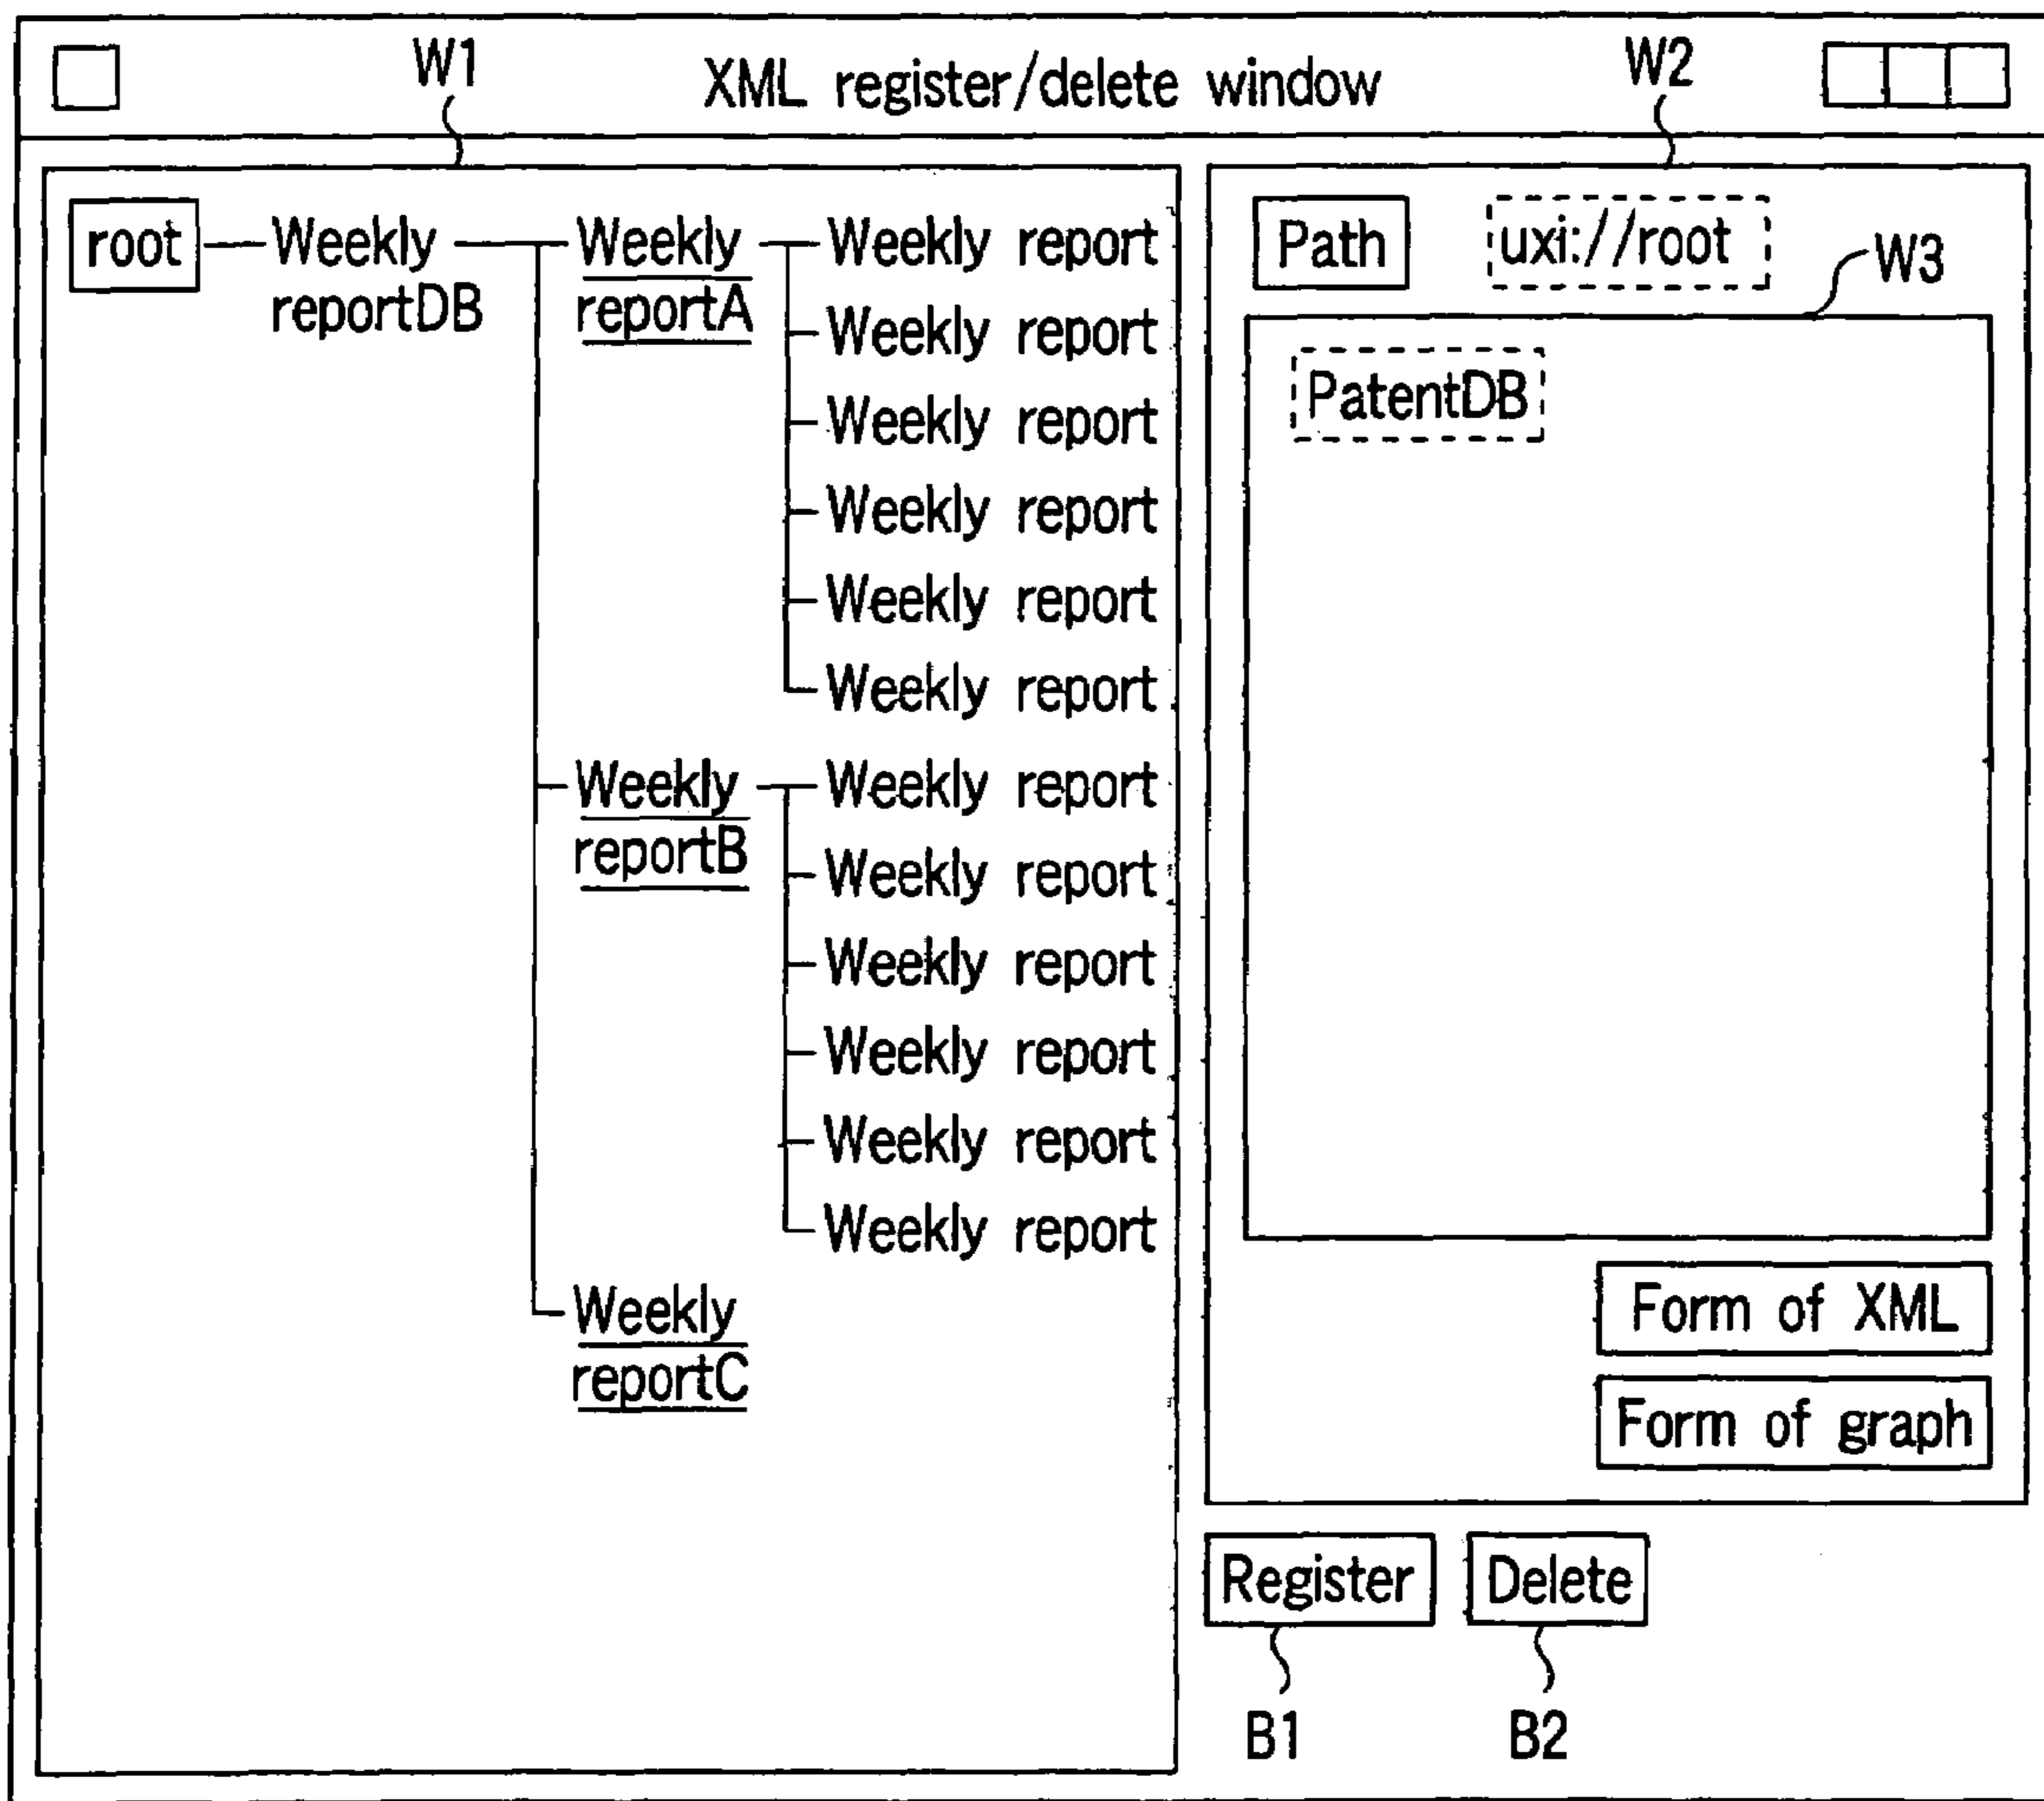 W1
XML register/delete window
W2
root
Weekly
reportDB
Weekly
reportA
Weekly report
Weekly report
Weekly report
Weekly report
Weekly report
Weekly report
Weekly
reportB
Weekly report
Weekly report
Weekly report
Weekly report
Weekly report
Weekly report
Weekly
reportC
Path
uxi://root
W3
PatentDB
Form of XML
Form of graph
Register
Delete
B1
B2